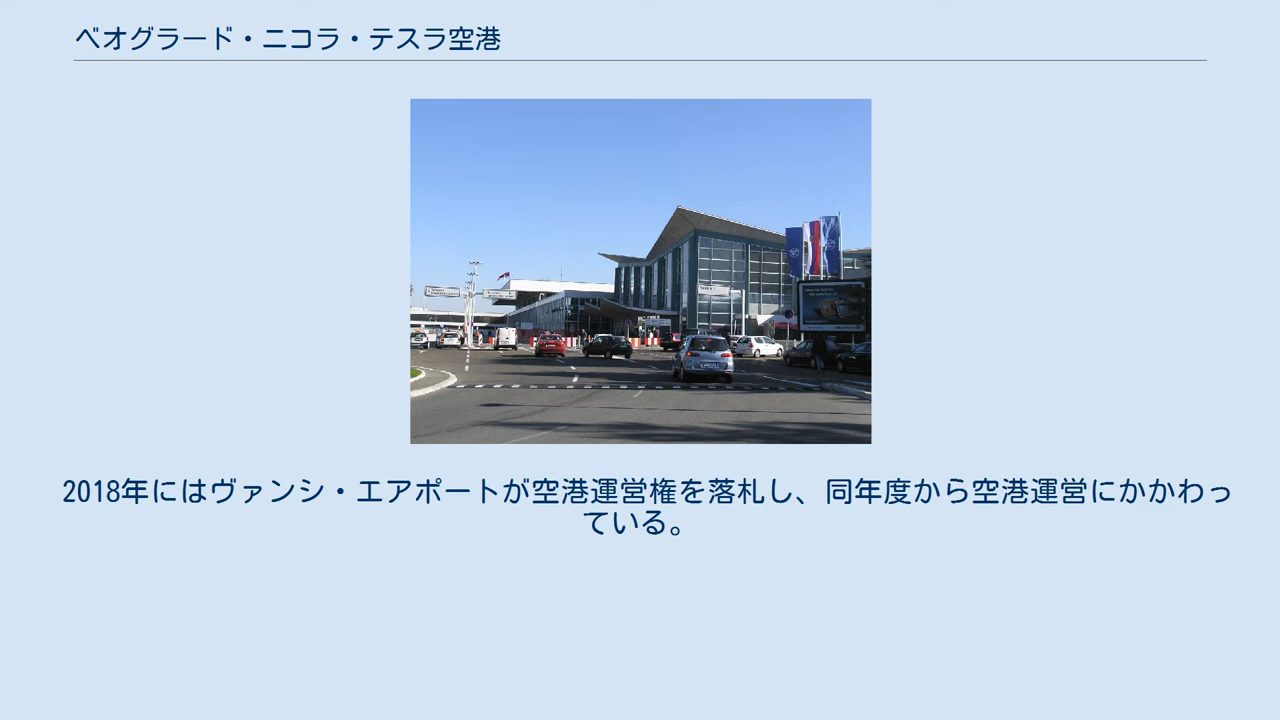 ベオグラード・ニコラ・テスラ空港
2018年にはヴァンシ・エアポートが空港運営権を落札し、同年度から空港運営にかかわっ
ている。